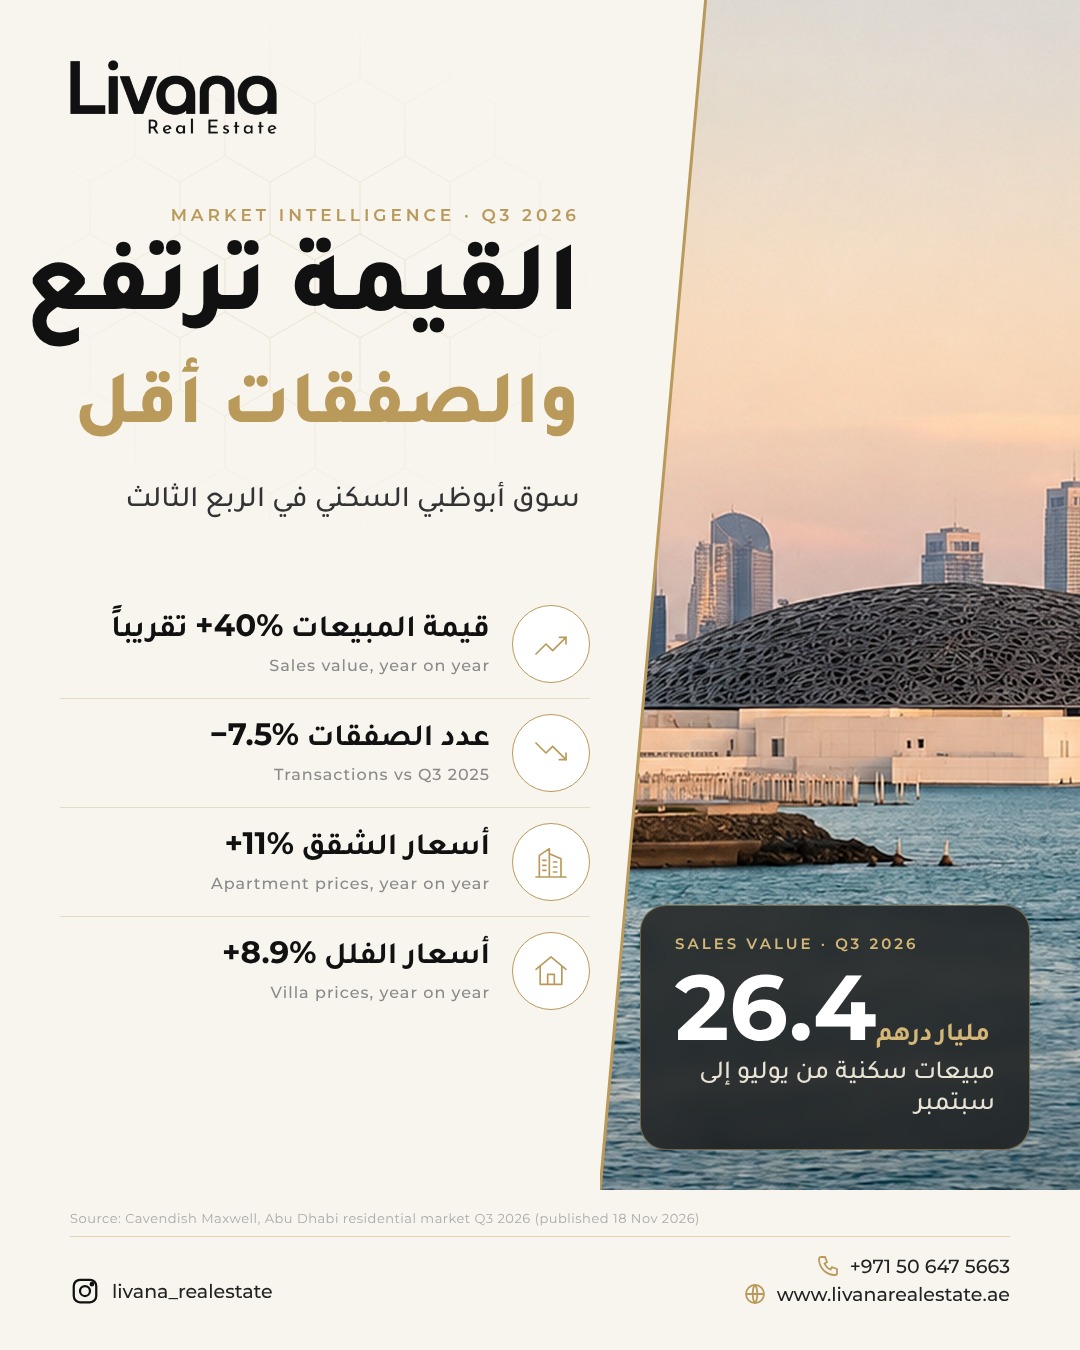 Livana
Real Estate
MARKET INTELLIGENCE · Q3 2026
القيمة ترتفع
والصفقات أقل
سوق أبوظبي السكني في الربع الثالث
قيمة المبيعات 40%+ تقريباً
Sales value, year on year
عدد الصفقات 7.5%−
Transactions vs Q3 2025
أسعار الشقق 11%+
Apartment prices, year on year
أسعار الفلل 8.9%+
Villa prices, year on year
SALES VALUE · Q3 2026
26.4 مليار درهم
مبيعات سكنية من يوليو إلى
سبتمبر
Source: Cavendish Maxwell, Abu Dhabi residential market Q3 2026 (published 18 Nov 2026)
livana_realestate
+971 50 647 5663
www.livanarealestate.ae